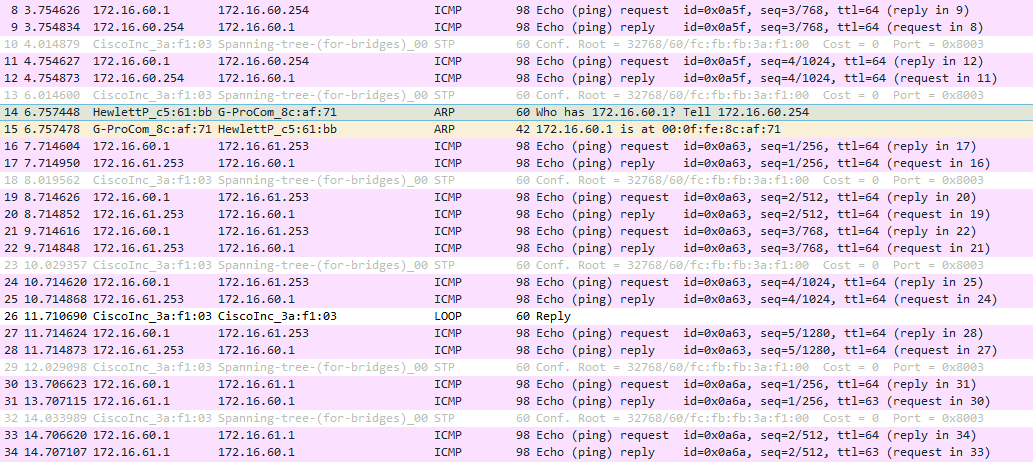 8 3.754626 172.16.60.1 172.16.60.254 ICMP 98 Echo (ping) request id=0x0a5f, seq=3/768, ttl=64 (reply in 9)
9 3.754834 172.16.60.254 172.16.60.1 ICMP 98 Echo (ping) reply id=0x0a5f, seq=3/768, ttl=64 (request in 8)
10 4.014879 CiscoInc_3a:f1:03 Spanning-tree-(for-bridges)_00 STP 60 Conf. Root = 32768/60/fc:fb:fb:3a:f1:00 Cost = 0 Port = 0x8003
11 4.754627 172.16.60.1 172.16.60.254 ICMP 98 Echo (ping) request id=0x0a5f, seq=4/1024, ttl=64 (reply in 12)
12 4.754873 172.16.60.254 172.16.60.1 ICMP 98 Echo (ping) reply id=0x0a5f, seq=4/1024, ttl=64 (request in 11)
13 6.014600 CiscoInc_3a:f1:03 Spanning-tree-(for-bridges)_00 STP 60 Conf. Root = 32768/60/fc:fb:fb:3a:f1:00 Cost = 0 Port = 0x8003
14 6.757448 HewlettP_c5:61:bb G-ProCom_8c:af:71 ARP 60 Who has 172.16.60.1? Tell 172.16.60.254
15 6.757478 G-ProCom_8c:af:71 HewlettP_c5:61:bb ARP 42 172.16.60.1 is at 00:0f:fe:8c:af:71
16 7.714604 172.16.60.1 172.16.61.253 ICMP 98 Echo (ping) request id=0x0a63, seq=1/256, ttl=64 (reply in 17)
17 7.714950 172.16.61.253 172.16.60.1 ICMP 98 Echo (ping) reply id=0x0a63, seq=1/256, ttl=64 (request in 16)
18 8.019562 CiscoInc_3a:f1:03 Spanning-tree-(for-bridges)_00 STP 60 Conf. Root = 32768/60/fc:fb:fb:3a:f1:00 Cost = 0 Port = 0x8003
19 8.714626 172.16.60.1 172.16.61.253 ICMP 98 Echo (ping) request id=0x0a63, seq=2/512, ttl=64 (reply in 20)
20 8.714852 172.16.61.253 172.16.60.1 ICMP 98 Echo (ping) reply id=0x0a63, seq=2/512, ttl=64 (request in 19)
21 9.714616 172.16.60.1 172.16.61.253 ICMP 98 Echo (ping) request id=0x0a63, seq=3/768, ttl=64 (reply in 22)
22 9.714848 172.16.61.253 172.16.60.1 ICMP 98 Echo (ping) reply id=0x0a63, seq=3/768, ttl=64 (request in 21)
23 10.029357 CiscoInc_3a:f1:03 Spanning-tree-(for-bridges)_00 STP 60 Conf. Root = 32768/60/fc:fb:fb:3a:f1:00 Cost = 0 Port = 0x8003
24 10.714620 172.16.60.1 172.16.61.253 ICMP 98 Echo (ping) request id=0x0a63, seq=4/1024, ttl=64 (reply in 25)
25 10.714868 172.16.61.253 172.16.60.1 ICMP 98 Echo (ping) reply id=0x0a63, seq=4/1024, ttl=64 (request in 24)
26 11.710690 CiscoInc_3a:f1:03 CiscoInc_3a:f1:03 LOOP 60 Reply
27 11.714624 172.16.60.1 172.16.61.253 ICMP 98 Echo (ping) request id=0x0a63, seq=5/1280, ttl=64 (reply in 28)
28 11.714873 172.16.61.253 172.16.60.1 ICMP 98 Echo (ping) reply id=0x0a63, seq=5/1280, ttl=64 (request in 27)
29 12.029098 CiscoInc_3a:f1:03 Spanning-tree-(for-bridges)_00 STP 60 Conf. Root = 32768/60/fc:fb:fb:3a:f1:00 Cost = 0 Port = 0x8003
30 13.706623 172.16.60.1 172.16.61.1 ICMP 98 Echo (ping) request id=0x0a6a, seq=1/256, ttl=64 (reply in 31)
31 13.707115 172.16.61.1 172.16.60.1 ICMP 98 Echo (ping) reply id=0x0a6a, seq=1/256, ttl=63 (request in 30)
32 14.033989 CiscoInc_3a:f1:03 Spanning-tree-(for-bridges)_00 STP 60 Conf. Root = 32768/60/fc:fb:fb:3a:f1:00 Cost = 0 Port = 0x8003
33 14.706620 172.16.60.1 172.16.61.1 ICMP 98 Echo (ping) request id=0x0a6a, seq=2/512, ttl=64 (reply in 34)
34 14.707107 172.16.61.1 172.16.60.1 ICMP 98 Echo (ping) reply id=0x0a6a, seq=2/512, ttl=63 (request in 33)